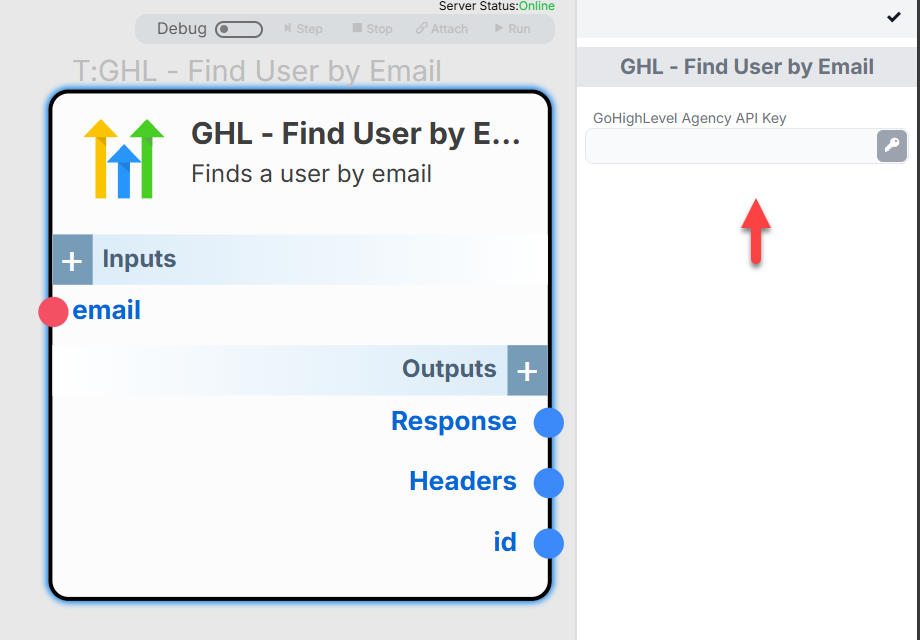 Server Status:Online
Debug Step Stop Attach Run
T:GHL - Find User by Email
GHL - Find User by E...
Finds a user by email
+ Inputs
email
Outputs +
Response
Headers
id
GHL - Find User by Email
GoHighLevel Agency API Key